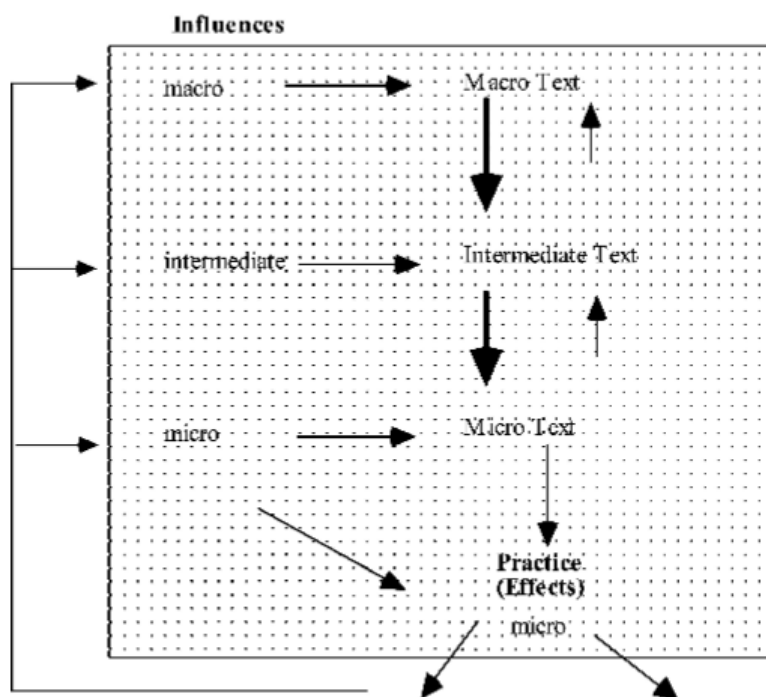 Influences
macro
Macro Text
intermediate
Intermediate Text
micro
Micro Text
Practice
(Effects)
micro